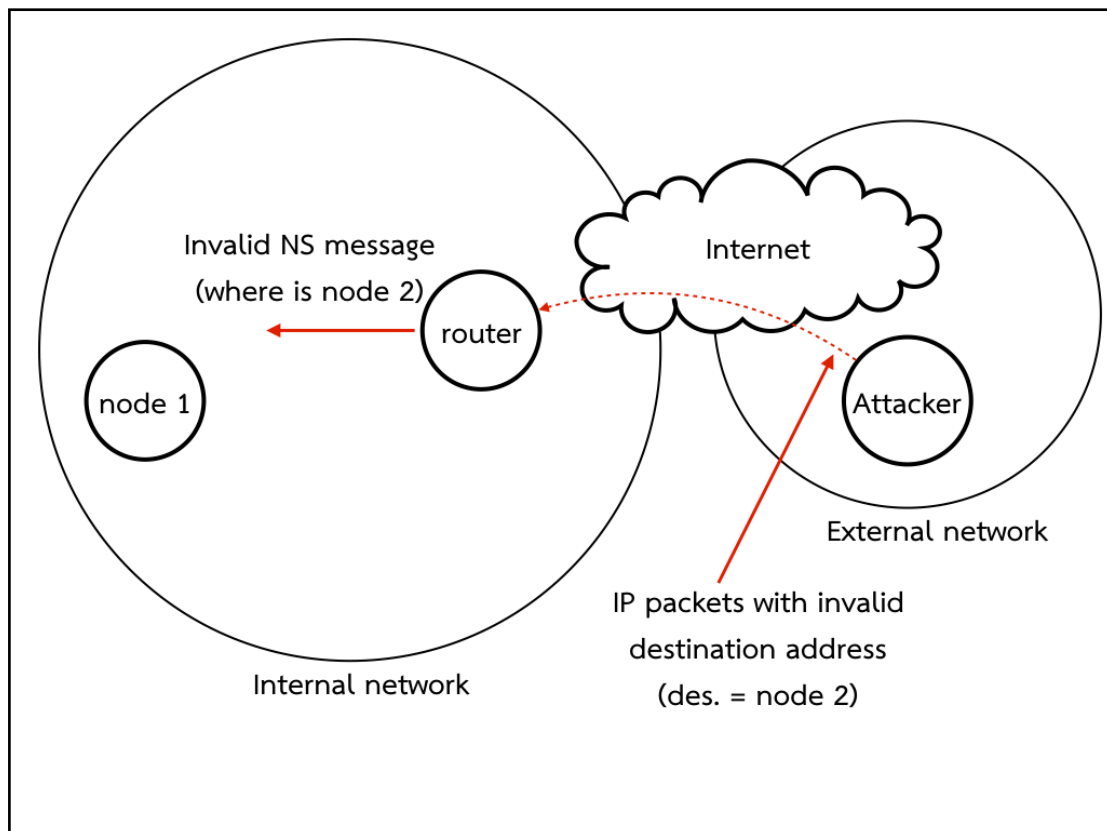 Invalid NS message
(where is node 2)
router
node 1
Internet
Attacker
External network
IP packets with invalid
destination address
(des. = node 2)
Internal network